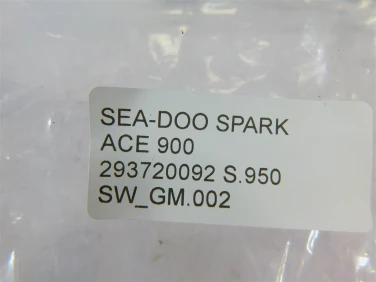 SEA-DOO SPARK
ACE 900
293720092 S.950
SW_GM.002